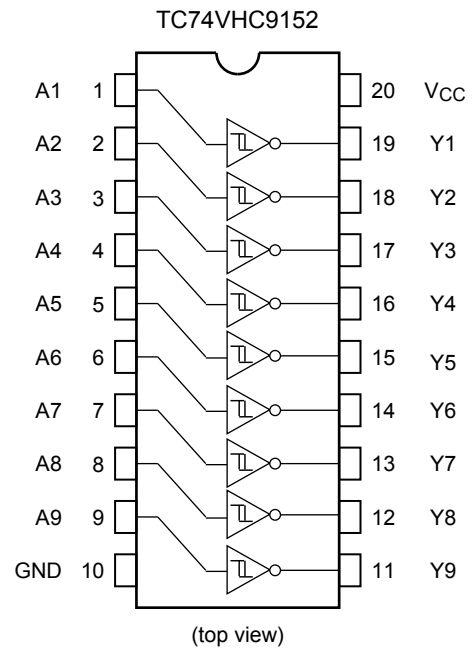 TC74VHC9152
A1 1 20 VCC
A2 2 19 Y1
A3 3 18 Y2
A4 4 17 Y3
A5 5 16 Y4
A6 6 15 Y5
A7 7 14 Y6
A8 8 13 Y7
A9 9 12 Y8
GND 10 11 Y9
(top view)